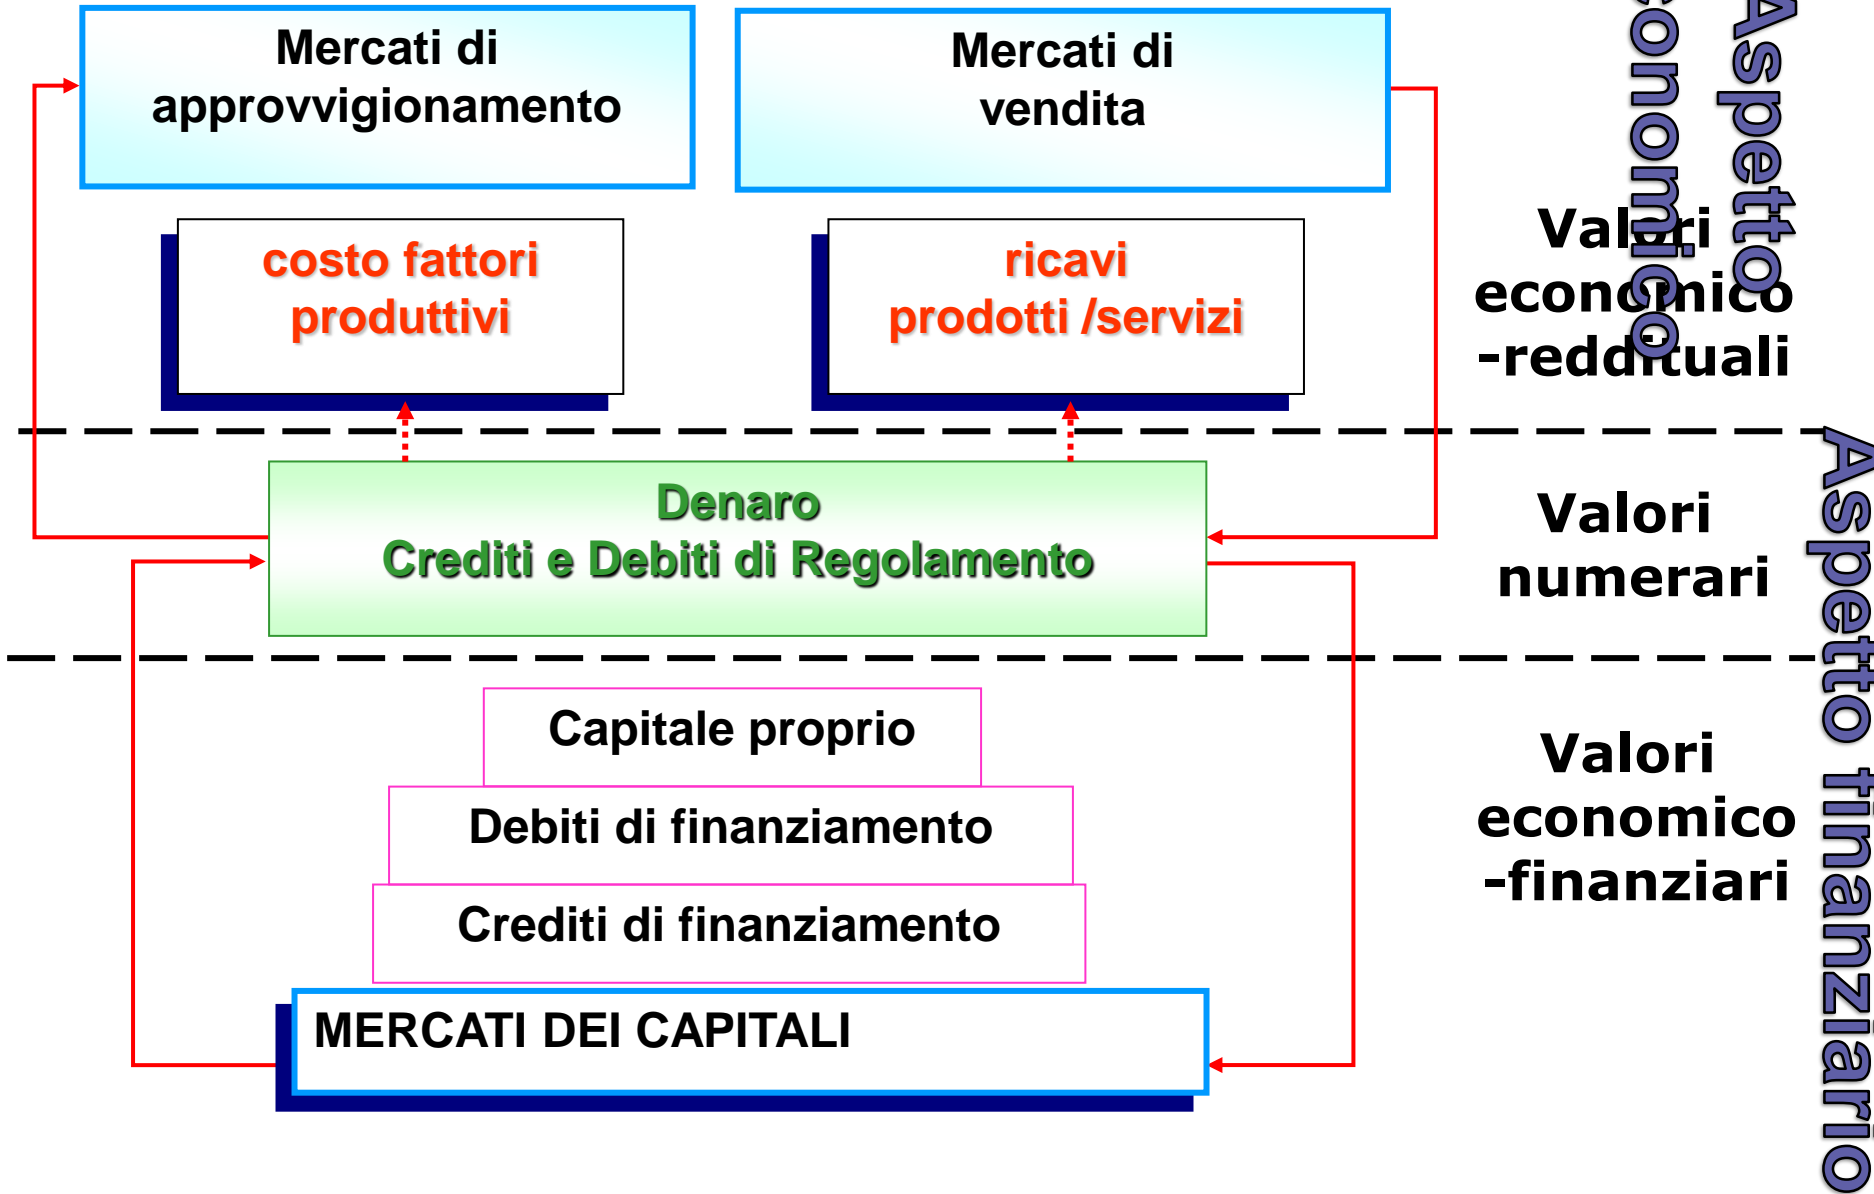 Mercati di
approvvigionamento
Mercati di
vendita
Aspetto
conomico
costo fattori
produttivi
ricavi
prodotti /servizi
Valori
economico
-reddituali
Denaro
Crediti e Debiti di Regolamento
Valori
numerari
Aspetto finanziario
Capitale proprio
Debiti di finanziamento
Crediti di finanziamento
Valori
economico
-finanziari
MERCATI DEI CAPITALI